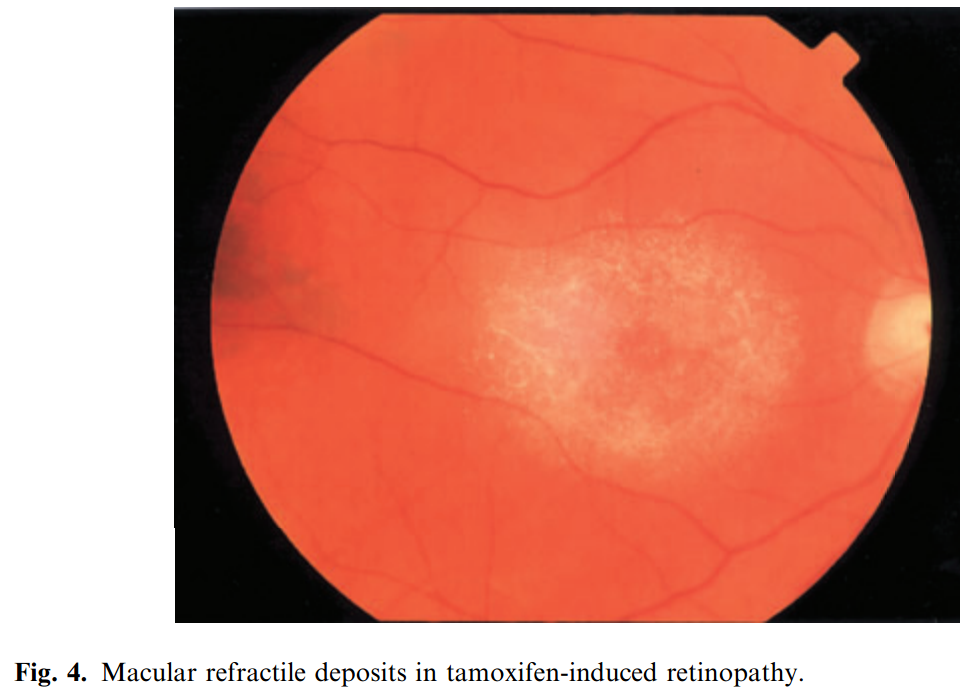 Fig. 4. Macular refractile deposits in tamoxifen-induced retinopathy.